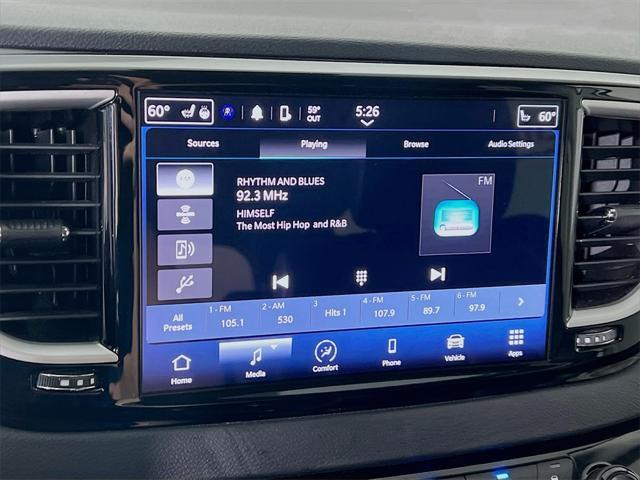 60° 59° OUT 5:26 60°
Sources Playing Browse Audio Settings
RHYTHM AND BLUES
92.3 MHz
HIMSELF
The Most Hip Hop and R&B
FM
All Presets
1 - FM 105.1
2 - AM 530
3 Hits 1
4 - FM 107.9
5 - FM 89.7
6 - FM 97.9
Home Media Comfort Phone Vehicle Apps